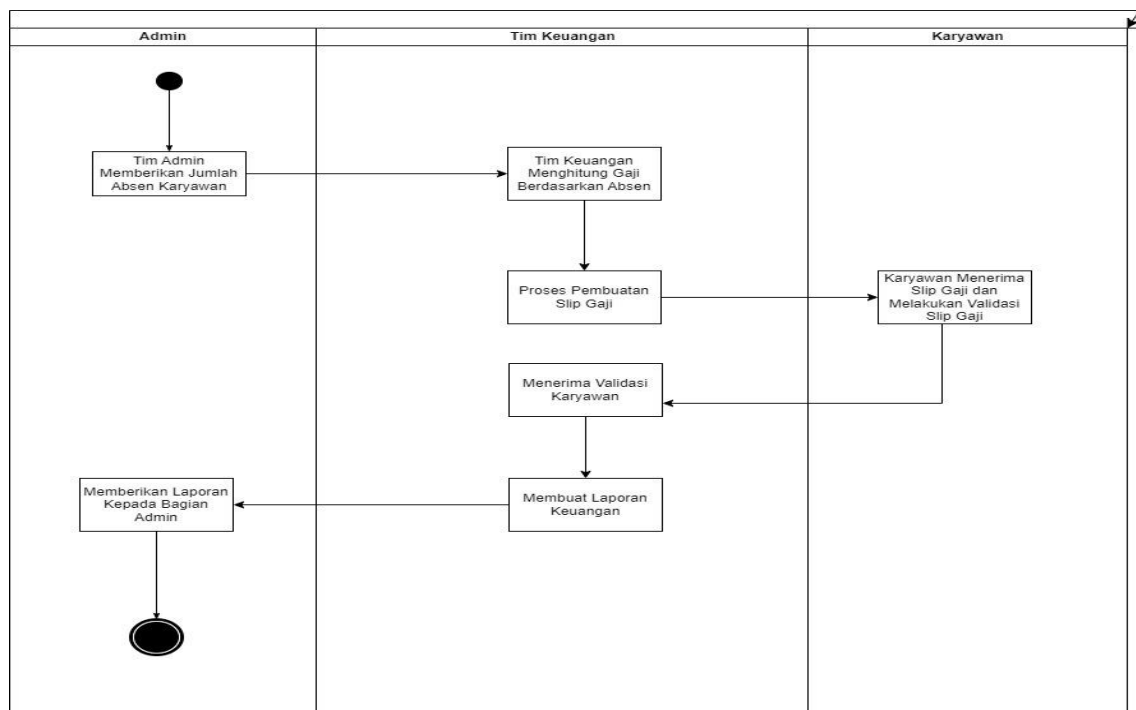 Admin
Tim Keuangan
Karyawan
Tim Admin
Memberikan Jumlah
Absen Karyawan
Tim Keuangan
Menghitung Gaji
Berdasarkan Absen
Proses Pembuatan
Slip Gaji
Karyawan Menerima
Slip Gaji dan
Melakukan Validasi
Slip Gaji
Menerima Validasi
Karyawan
Memberikan Laporan
Kepada Bagian
Admin
Membuat Laporan
Keuangan